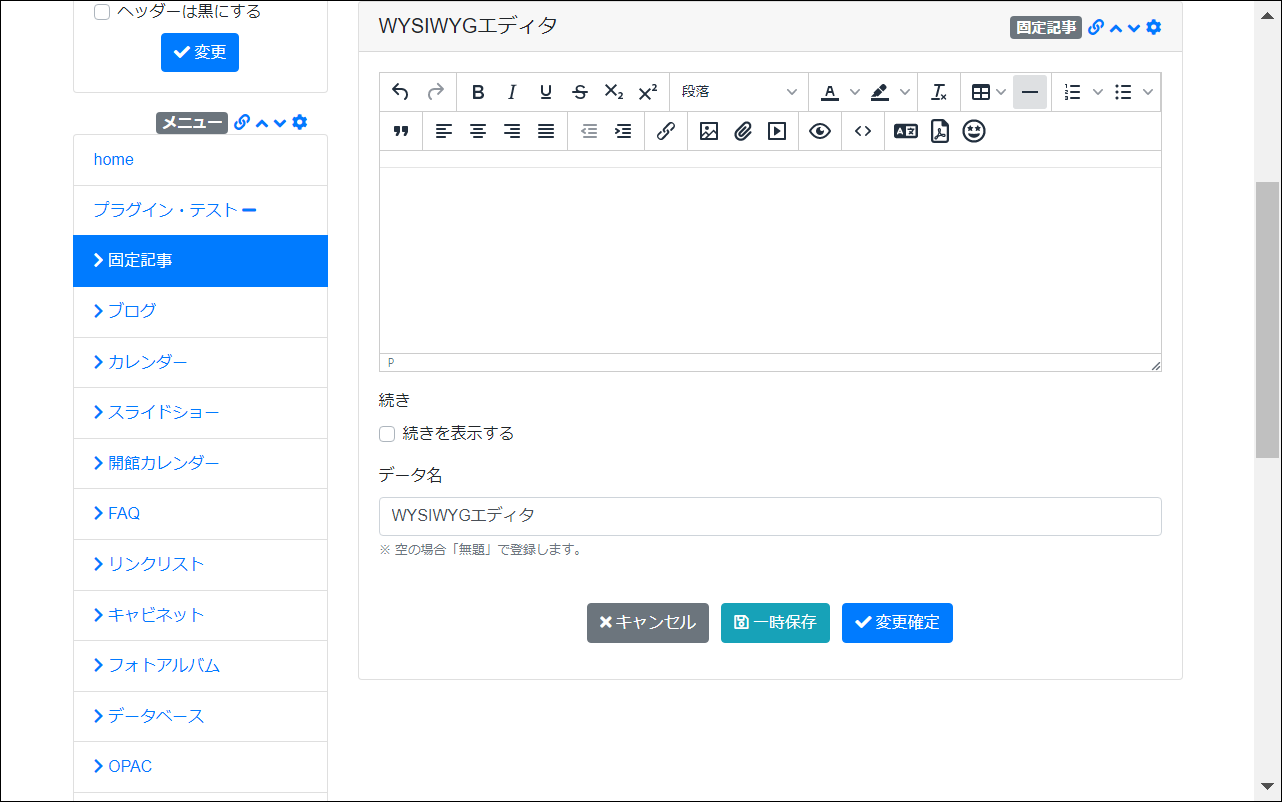 ヘッダーは黒にする
変更
メニュー
home
プラグイン・テスト
固定記事
ブログ
カレンダー
スライドショー
開館カレンダー
FAQ
リンクリスト
キャビネット
フォトアルバム
データベース
OPAC
WYSIWYGエディタ
固定記事
段落
P
続き
続きを表示する
データ名
WYSIWYGエディタ
※ 空の場合「無題」で登録します。
キャンセル 一時保存 変更確定